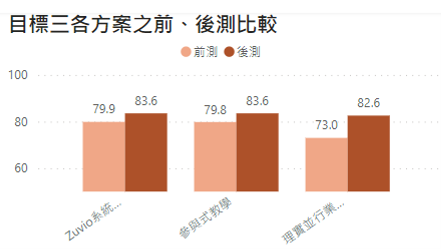 目標三各方案之前、後測比較
前測 後測
100
80
60
79.9 83.6
79.8 83.6
73.0 82.6
Zuvio系統...
參與式教學
理實並行業...